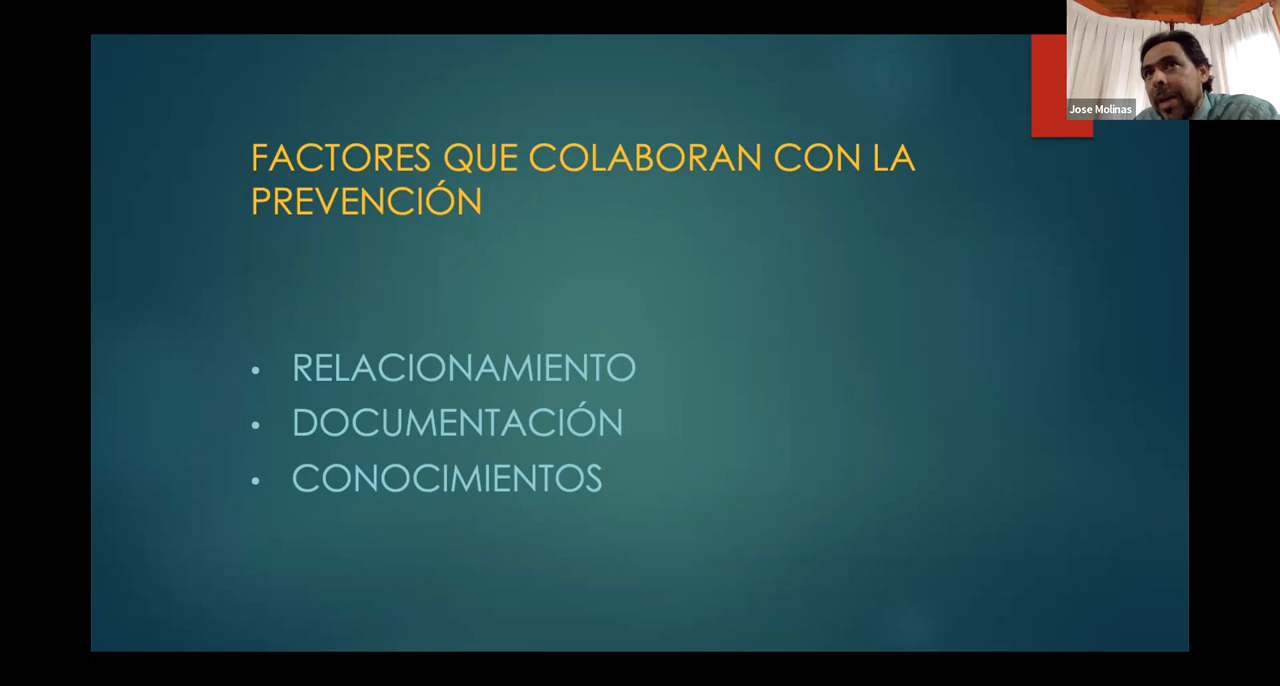 Jose Molinas
FACTORES QUE COLABORAN CON LA
PREVENCIÓN
• RELACIONAMIENTO
• DOCUMENTACIÓN
• CONOCIMIENTOS